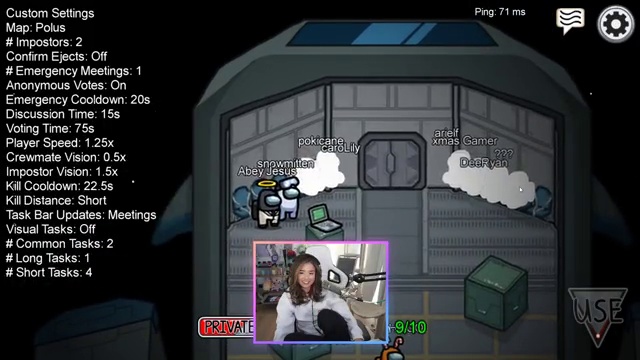 Custom Settings
Map: Polus
# Impostors: 2
Confirm Ejects: Off
# Emergency Meetings: 1
Anonymous Votes: On
Emergency Cooldown: 20s
Discussion Time: 15s
Voting Time: 75s
Player Speed: 1.25x
Crewmate Vision: 0.5x
Impostor Vision: 1.5x
Kill Cooldown: 22.5s
Kill Distance: Short
Task Bar Updates: Meetings
Visual Tasks: Off
# Common Tasks: 2
# Long Tasks: 1
# Short Tasks: 4
Ping: 71 ms
pokicane
caroLily
snowmitten
Abey Jesus
arielf
xmas Gamer
???
DeeRyan
PRIVATE
9/10
USE